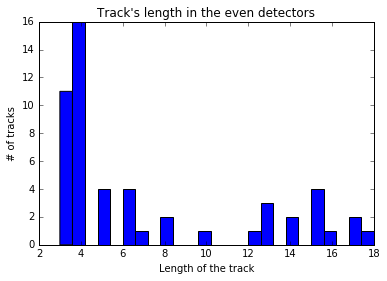 Track's length in the even detectors
# of tracks
16
14
12
10
8
6
4
2
0
2 4 6 8 10 12 14 16 18
Length of the track